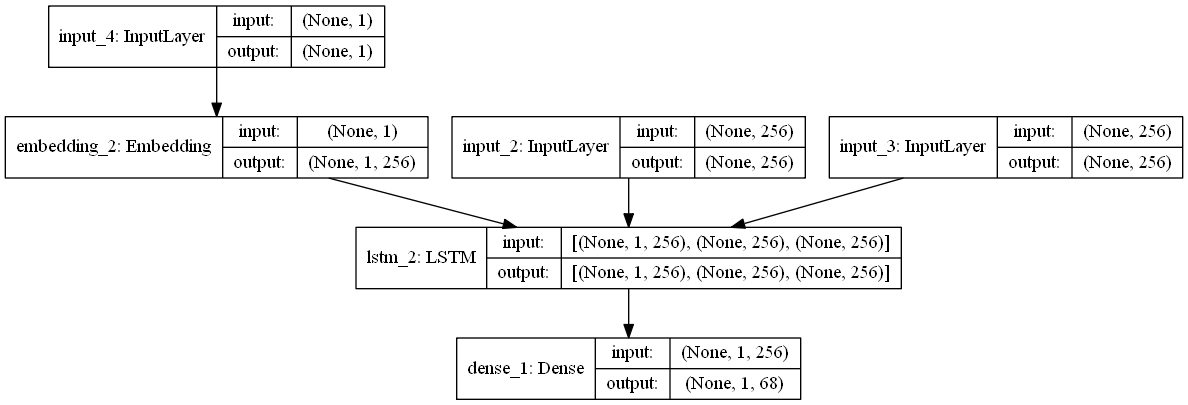 input_4: InputLayer input: (None, 1)
output: (None, 1)
embedding_2: Embedding input: (None, 1)
output: (None, 1, 256)
input_2: InputLayer input: (None, 256)
output: (None, 256)
input_3: InputLayer input: (None, 256)
output: (None, 256)
lstm_2: LSTM input: [(None, 1, 256), (None, 256), (None, 256)]
output: [(None, 1, 256), (None, 256), (None, 256)]
dense_1: Dense input: (None, 1, 256)
output: (None, 1, 68)